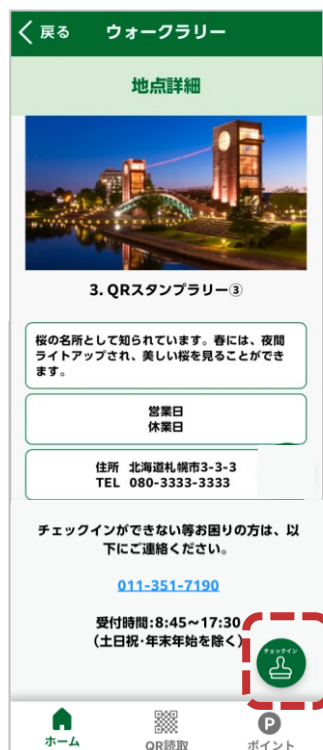 戻る ウォークラリー
地点詳細
3. QRスタンプラリー③
桜の名所として知られています。春には、夜間
ライトアップされ、美しい桜を見ることができ
ます。
営業日
休業日
住所 北海道札幌市3-3-3
TEL 080-3333-3333
チェックインができない等お困りの方は、以
下にご連絡ください。
011-351-7190
受付時間:8:45～17:30
(土日祝・年末年始を除く)
チェックイン
ホーム QR読取 P ポイント